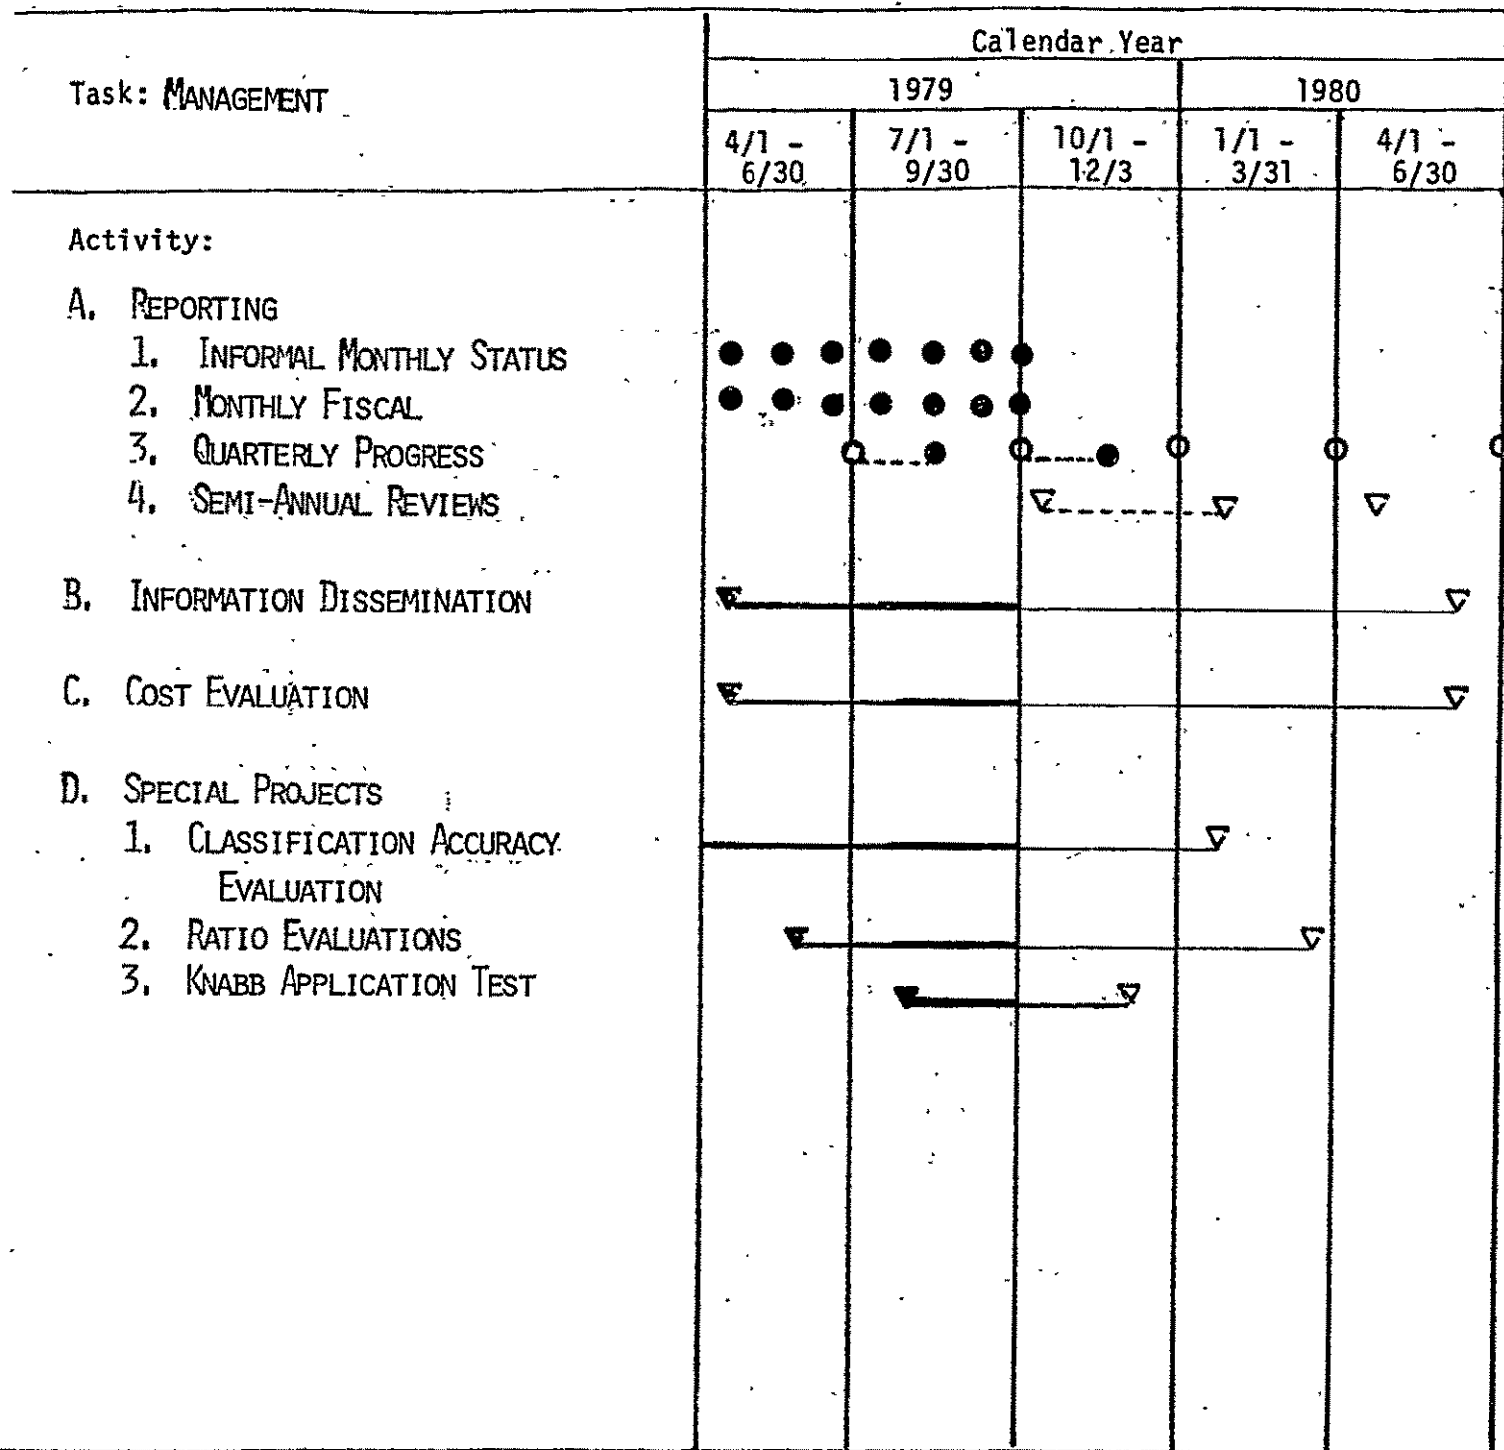 Calendar Year
Task: MANAGEMENT
1979 1980
4/1 - 7/1 - 10/1 - 1/1 - 4/1 -
6/30 9/30 12/3 3/31 6/30
Activity:
A. REPORTING
1. INFORMAL MONTHLY STATUS
2. MONTHLY FISCAL
3. QUARTERLY PROGRESS
4. SEMI-ANNUAL REVIEWS
B. INFORMATION DISSEMINATION
C. COST EVALUATION
D. SPECIAL PROJECTS
1. CLASSIFICATION ACCURACY
EVALUATION
2. RATIO EVALUATIONS
3. KNABB APPLICATION TEST